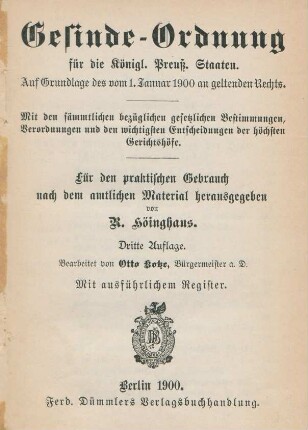 Gesinde-Ordnung
für die Königl. Preuß. Staaten.
Auf Grundlage des vom 1. Januar 1900 an geltenden Rechts.
Mit den sämmtlichen bezüglichen gesetzlichen Bestimmungen,
Verordnungen und den wichtigsten Entscheidungen der höchsten
Gerichtshöfe.
Für den praktischen Gebrauch
nach dem amtlichen Material herausgegeben
von
R. Höinghaus.
Dritte Auflage.
Bearbeitet von Otto Kotze, Bürgermeister a. D.
Mit ausführlichem Register.
Berlin 1900.
Ferd. Dümmlers Verlagsbuchhandlung.